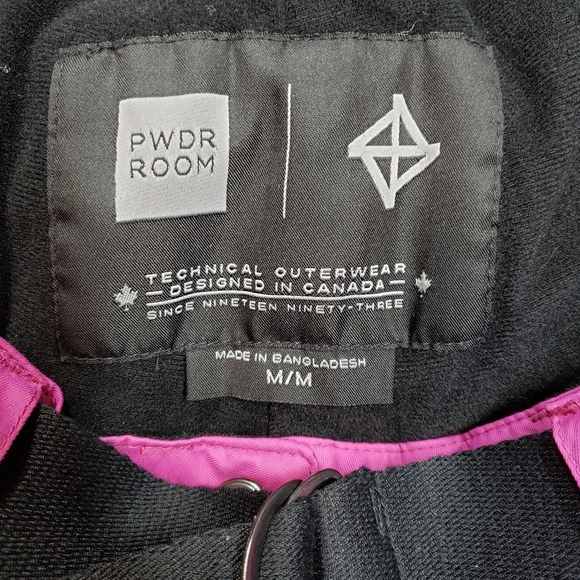 PWDR
ROOM
TECHNICAL OUTERWEAR
DESIGNED IN CANADA
SINCE NINETEEN NINETY-THREE
MADE IN BANGLADESH
M/M